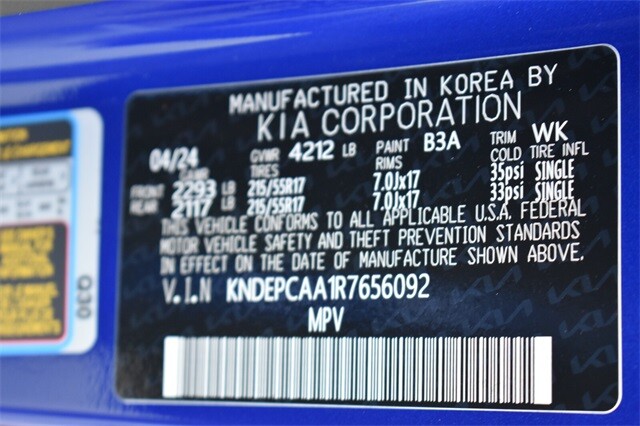 MANUFACTURED IN KOREA BY
KIA CORPORATION
04/24 GVWR 4212 LB PAINT B3A TRIM WK
GAWR TIRES RIMS COLD TIRE INFL
FRONT 2293 LB 215/55R17 7.0Jx17 35psi SINGLE
REAR 2117 LB 215/55R17 7.0Jx17 33psi SINGLE
THIS VEHICLE CONFORMS TO ALL APPLICABLE U.S.A. FEDERAL
MOTOR VEHICLE SAFETY AND THEFT PREVENTION STANDARDS
IN EFFECT ON THE DATE OF MANUFACTURE SHOWN ABOVE.
V.I.N KNDEPCAA1R7656092
MPV
Q30